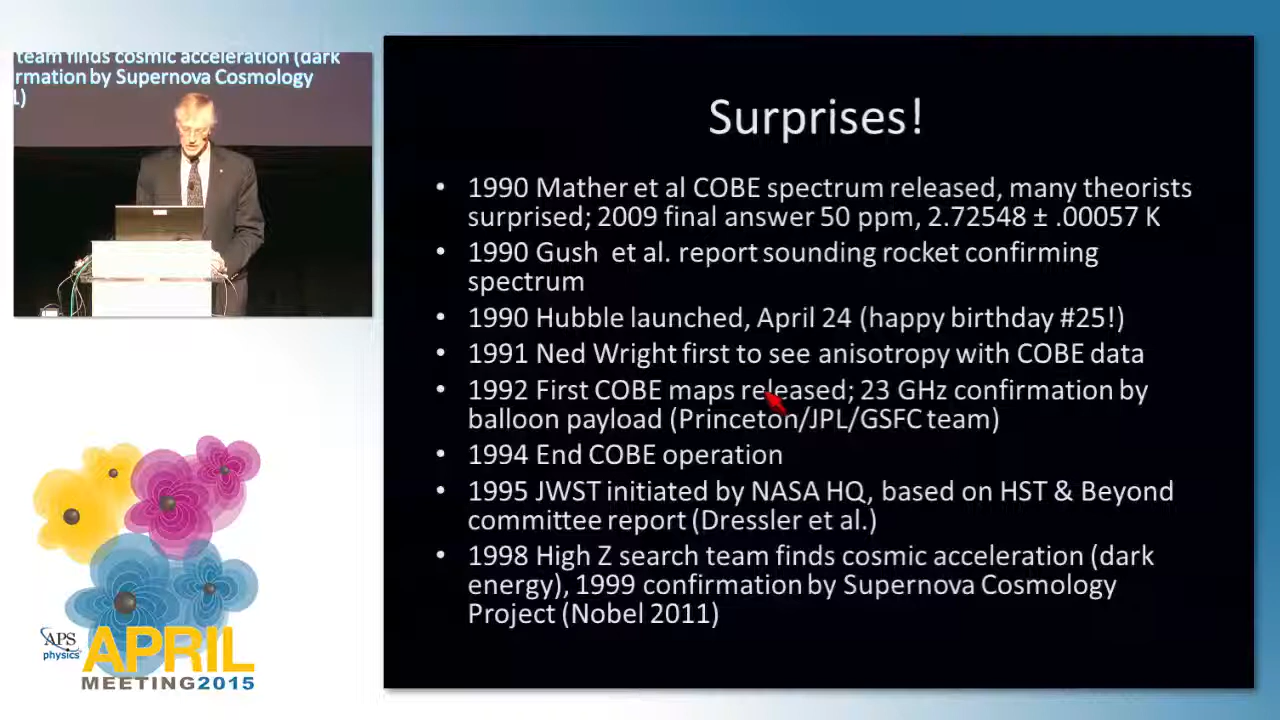 team finds cosmic acceleration (dark
rmation by Supernova Cosmology
1)
Surprises!
• 1990 Mather et al COBE spectrum released, many theorists
surprised; 2009 final answer 50 ppm, 2.72548 ± .00057 K
• 1990 Gush et al. report sounding rocket confirming
spectrum
• 1990 Hubble launched, April 24 (happy birthday #25!)
• 1991 Ned Wright first to see anisotropy with COBE data
• 1992 First COBE maps released; 23 GHz confirmation by
balloon payload (Princeton/JPL/GSFC team)
• 1994 End COBE operation
• 1995 JWST initiated by NASA HQ, based on HST & Beyond
committee report (Dressler et al.)
• 1998 High Z search team finds cosmic acceleration (dark
energy), 1999 confirmation by Supernova Cosmology
Project (Nobel 2011)
APS
physics
APRIL
MEETING2015